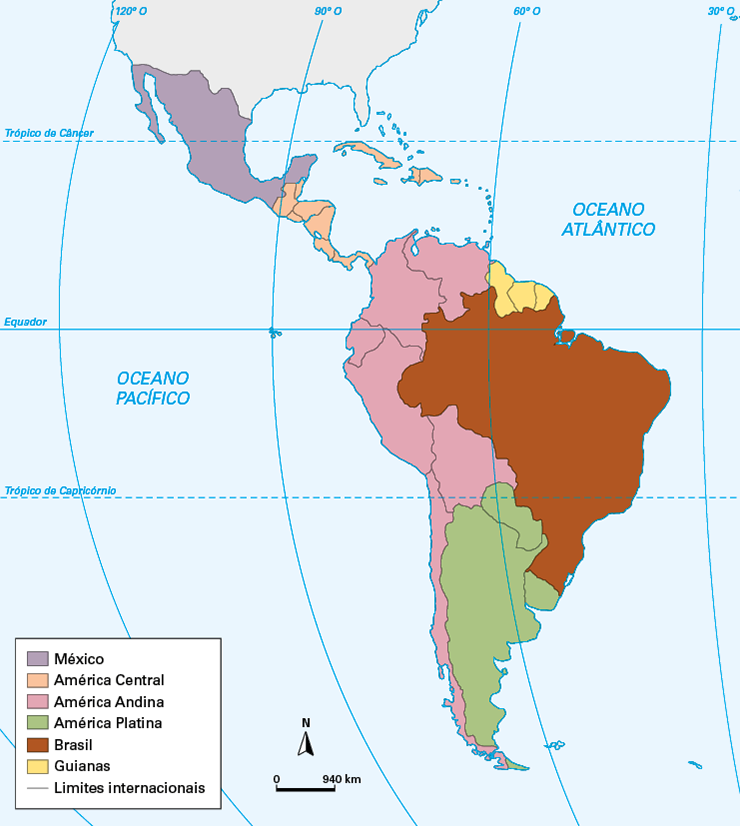 120° O
90° O
60° O
30° O
Trópico de Câncer
OCEANO
ATLÂNTICO
Equador
OCEANO
PACÍFICO
Trópico de Capricórnio
México
América Central
América Andina
América Platina
Brasil
Guianas
Limites internacionais
N
0 940 km